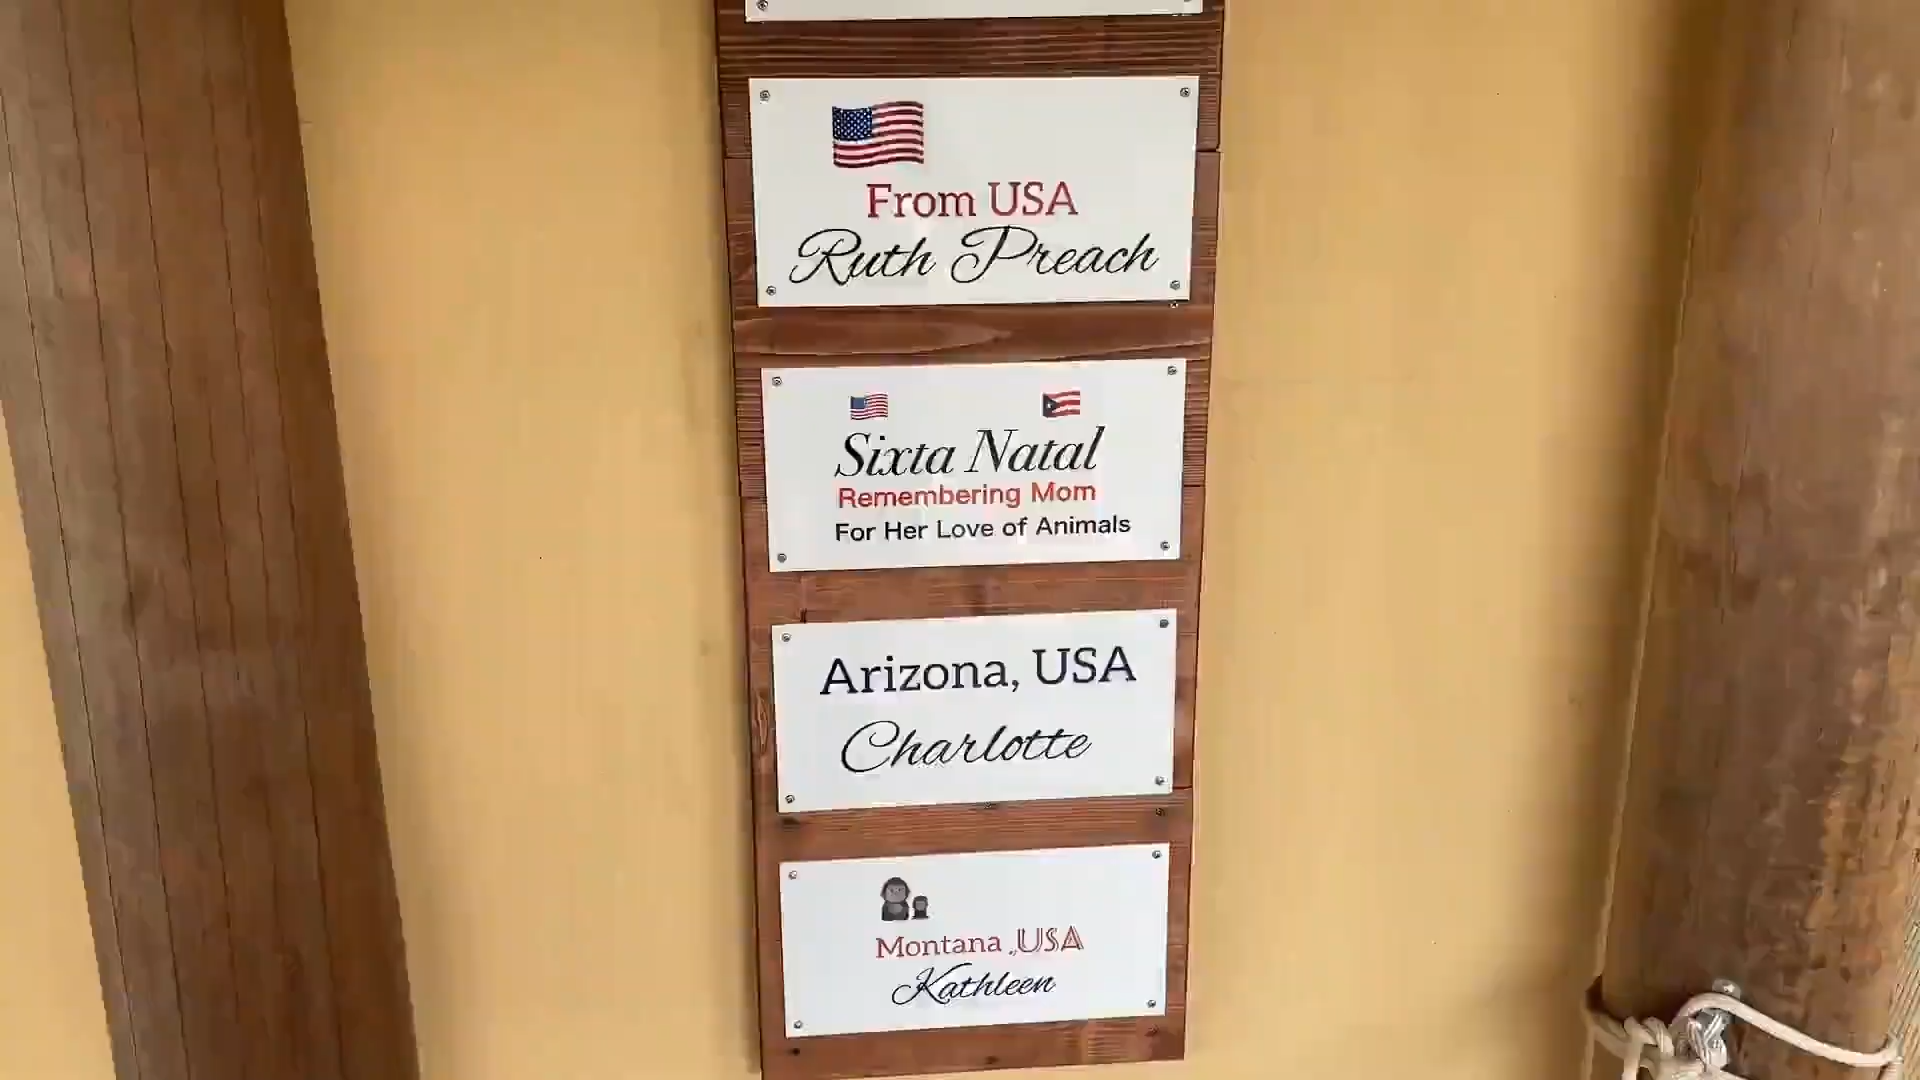 From USA
Ruth Preach
Sixta Natal
Remembering Mom
For Her Love of Animals
Arizona, USA
Charlotte
Montana ,USA
Kathleen